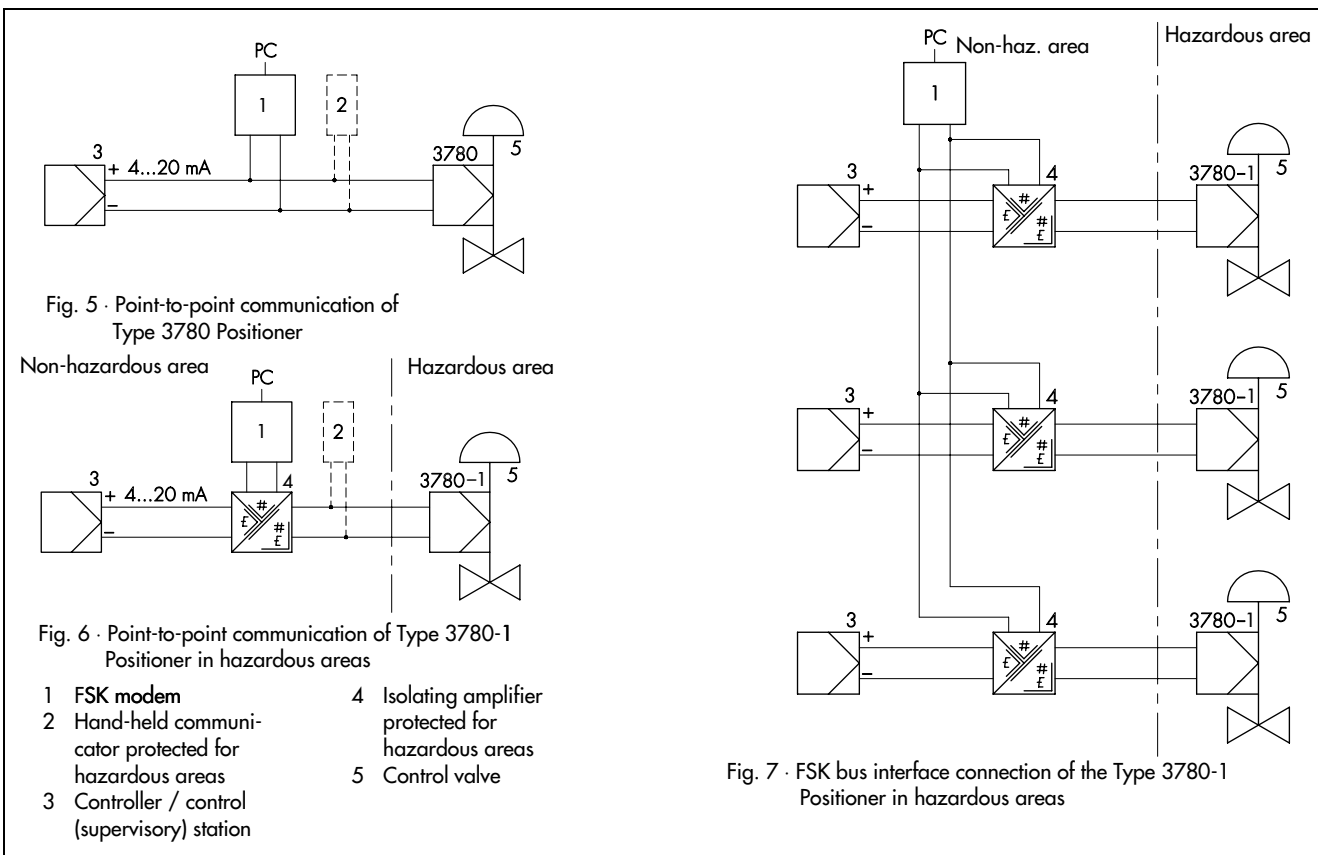 PC
1
2
3
+ 4...20 mA
–
3780
5
Fig. 5 · Point-to-point communication of
Type 3780 Positioner
Non-hazardous area
Hazardous area
PC
1
2
3
+ 4...20 mA
–
4
#
£
#
£
3780–1
5
Fig. 6 · Point-to-point communication of Type 3780-1
Positioner in hazardous areas
1 FSK modem
2 Hand-held communi-
cator protected for
hazardous areas
3 Controller / control
(supervisory) station
4 Isolating amplifier
protected for
hazardous areas
5 Control valve
PC
Non-haz. area
Hazardous area
1
3
+
–
4
#
£
#
£
3780–1
5
3
+
–
4
#
£
#
£
3780–1
5
3
+
–
4
#
£
#
£
3780–1
5
Fig. 7 · FSK bus interface connection of the Type 3780-1
Positioner in hazardous areas